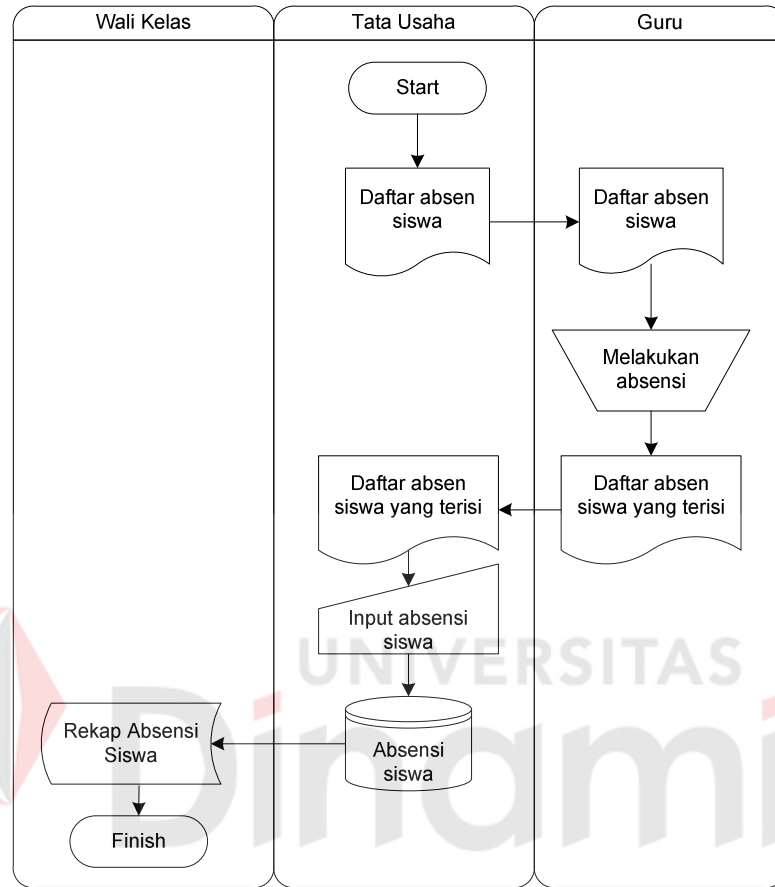 Wali Kelas
Tata Usaha
Guru
Start
Daftar absen
siswa
Daftar absen
siswa
Melakukan
absensi
Daftar absen
siswa yang terisi
Daftar absen
siswa yang terisi
Input absensi
siswa
UNIVERSITAS
Dinami
Absensi
siswa
Rekap Absensi
Siswa
Finish